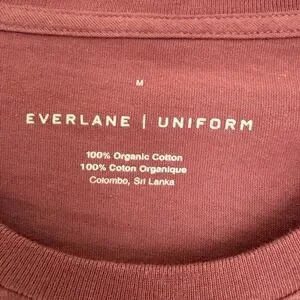 M
EVERLANE | UNIFORM
100% Organic Cotton
100% Coton Organique
Colombo, Sri Lanka